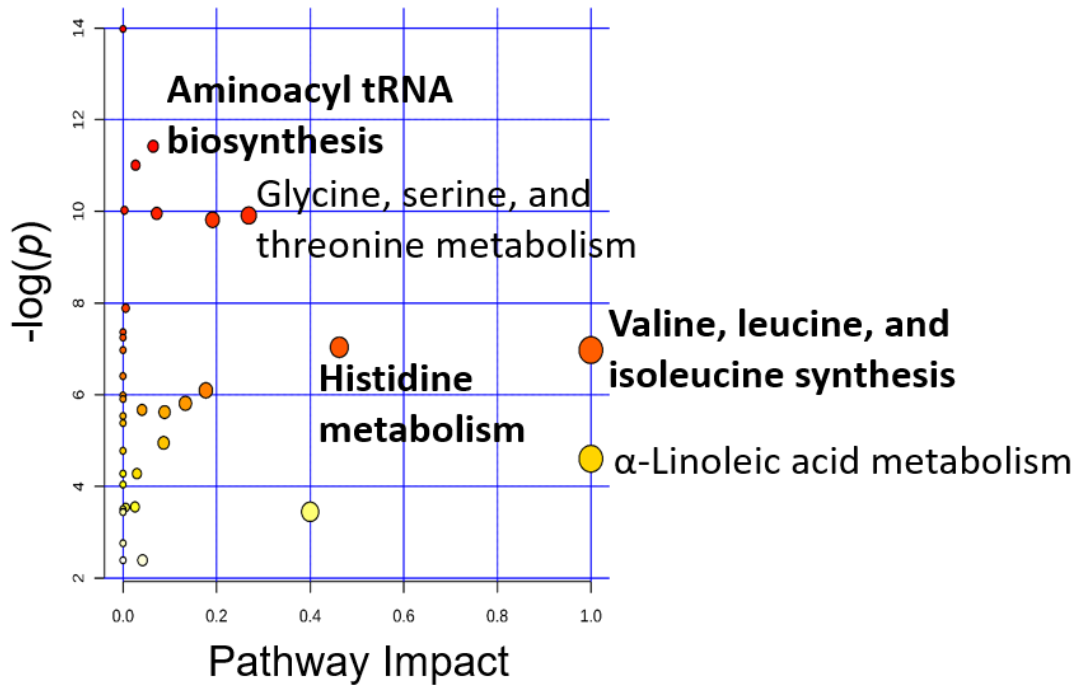 14
12
10
8
6
4
2
-log(p)
Aminoacyl tRNA
biosynthesis
Glycine, serine, and
threonine metabolism
Valine, leucine, and
isoleucine synthesis
Histidine
metabolism
α-Linoleic acid metabolism
0.0 0.2 0.4 0.6 0.8 1.0
Pathway Impact